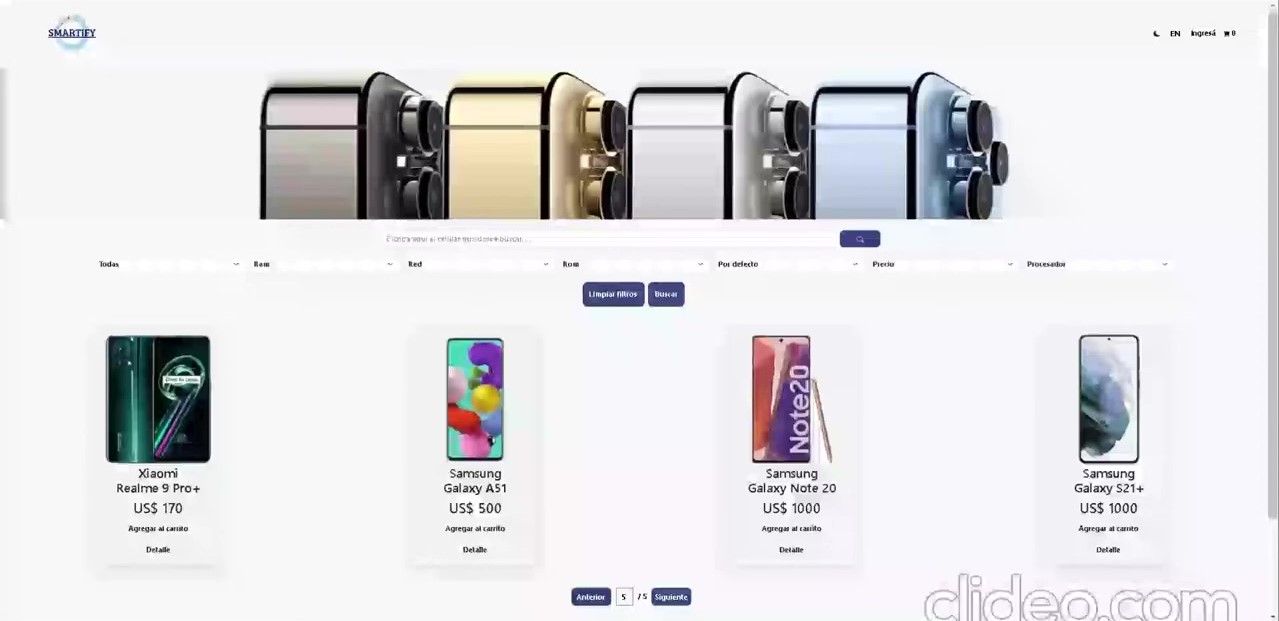 SMARTIFY
EN Ingresá 0
Todas Ram Red Rom Por defecto Precio Procesador
Limpiar filtros Buscar
Note20
Xiaomi
Realme 9 Pro+
US$ 170
Agregar al carrito
Detalle
Samsung
Galaxy A51
US$ 500
Agregar al carrito
Detalle
Samsung
Galaxy Note 20
US$ 1000
Agregar al carrito
Detalle
Samsung
Galaxy S21+
US$ 1000
Agregar al carrito
Detalle
Anterior 5 / 5 Siguiente
clideo.com